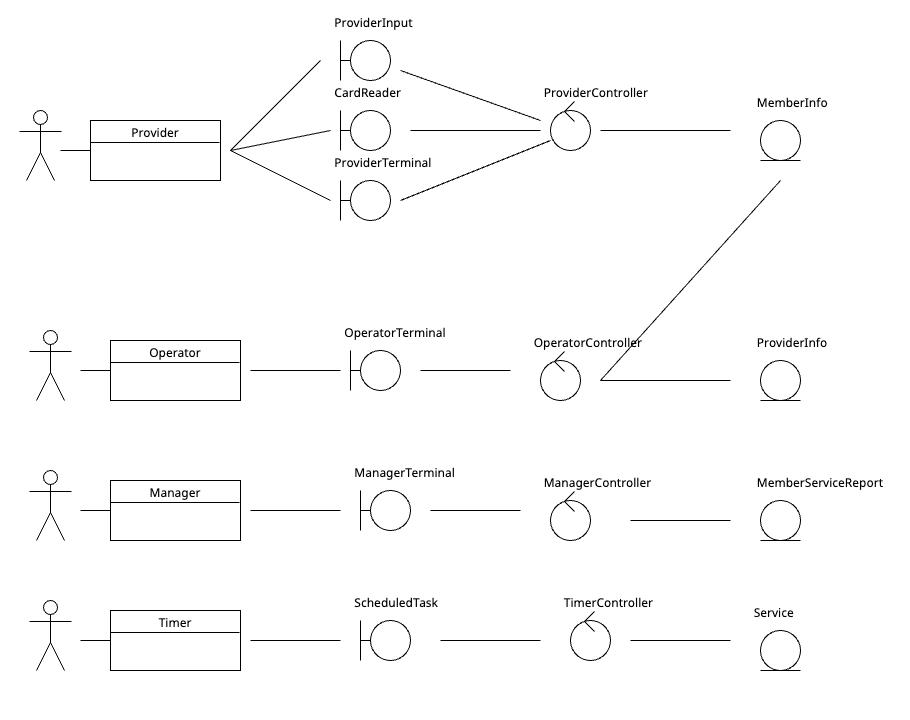 ProviderInput
CardReader
ProviderController
MemberInfo
Provider
ProviderTerminal
OperatorTerminal
OperatorController
ProviderInfo
Operator
ManagerTerminal
ManagerController
MemberServiceReport
Manager
ScheduledTask
TimerController
Service
Timer